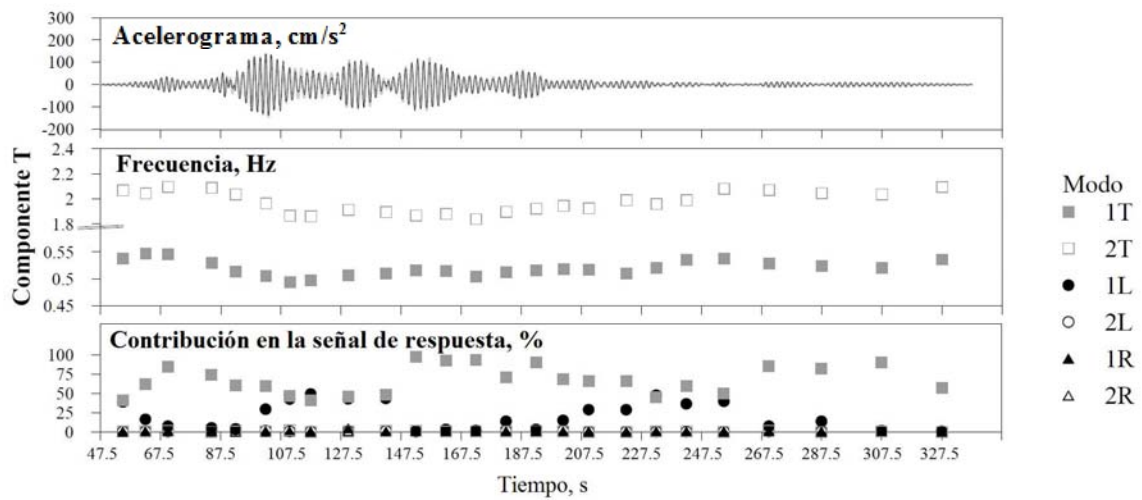 Componente T
Acelerograma, cm/s²
300
200
100
0
-100
-200
Frecuencia, Hz
2.4
2.2
2
1.8
0.55
0.5
0.45
Contribución en la señal de respuesta, %
100
75
50
25
0
47.5 67.5 87.5 107.5 127.5 147.5 167.5 187.5 207.5 227.5 247.5 267.5 287.5 307.5 327.5
Tiempo, s
Modo
1T
2T
1L
2L
1R
2R